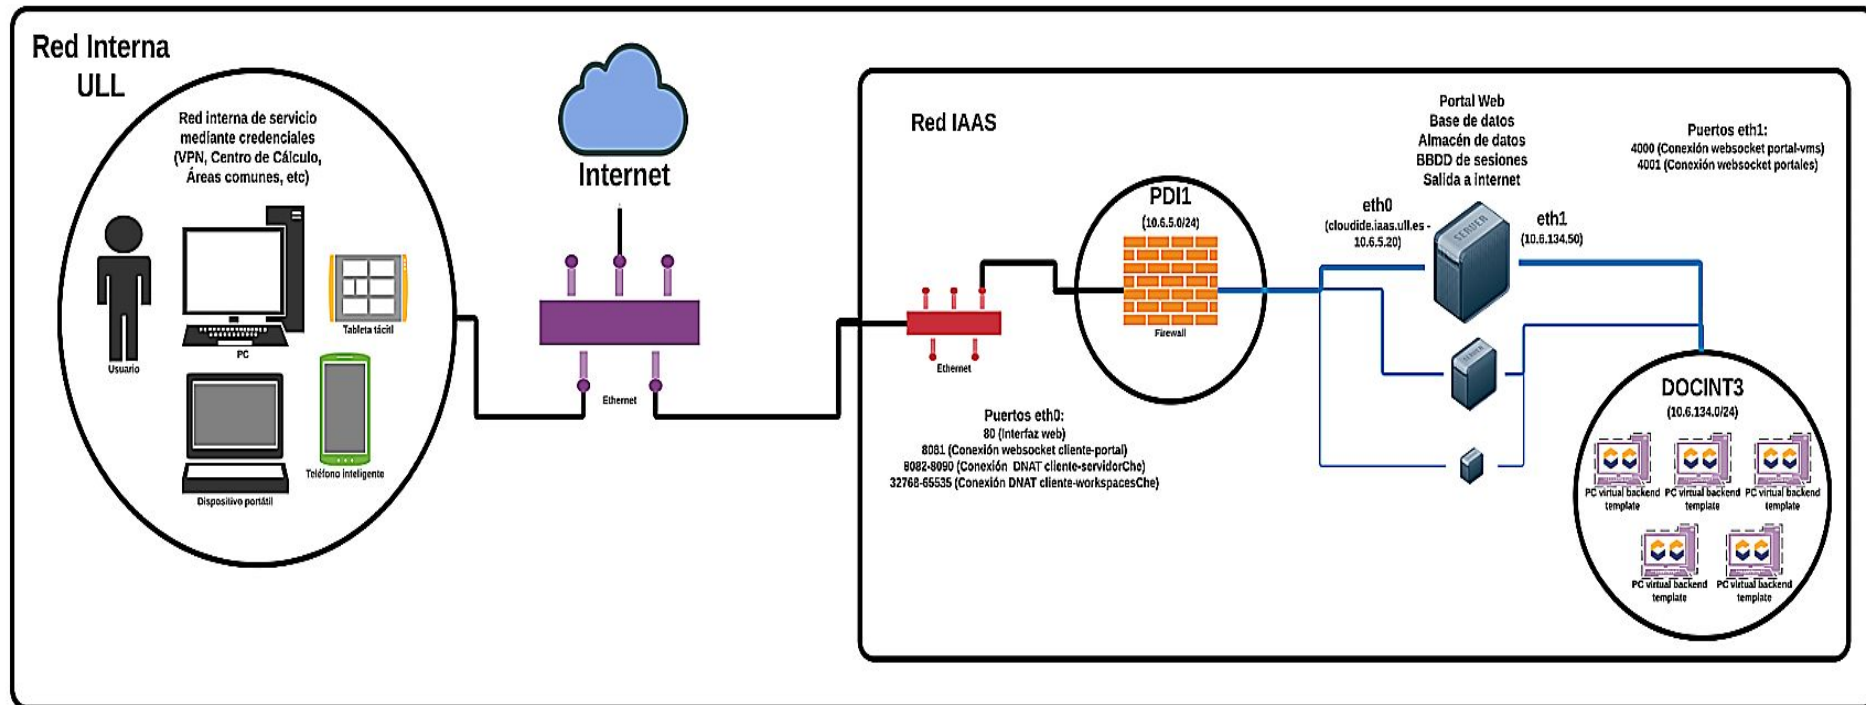 Red Interna
ULL
Red interna de servicio
mediante credenciales
(VPN, Centro de Cálculo,
Áreas comunes, etc)
Usuario
PC
Tableta táctil
Dispositivo portátil
Teléfono inteligente
Internet
Ethernet
Red IAAS
Ethernet
Puertos eth0:
80 (Interfaz web)
8081 (Conexión websocket cliente-portal)
8082-8090 (Conexión DNAT cliente-servidorChe)
32768-65535 (Conexión DNAT cliente-workspacesChe)
PDI1
(10.6.5.0/24)
Firewall
Portal Web
Base de datos
Almacén de datos
BBDD de sesiones
Salida a internet
eth0
(cloudide.iaas.ull.es -
10.6.5.20)
SERVER
eth1
(10.6.134.50)
SERVER
Puertos eth1:
4000 (Conexión websocket portal-vms)
4001 (Conexión websocket portales)
DOCINT3
(10.6.134.0/24)
PC virtual backend
template
PC virtual backend
template
PC virtual backend
template
PC virtual backend
template
PC virtual backend
template